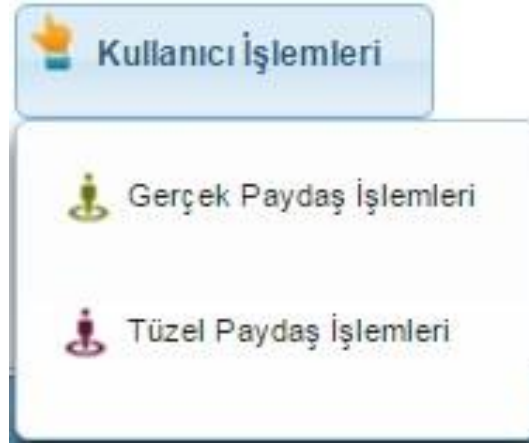 Kullanıcı İşlemleri
Gerçek Paydaş İşlemleri
Tüzel Paydaş İşlemleri